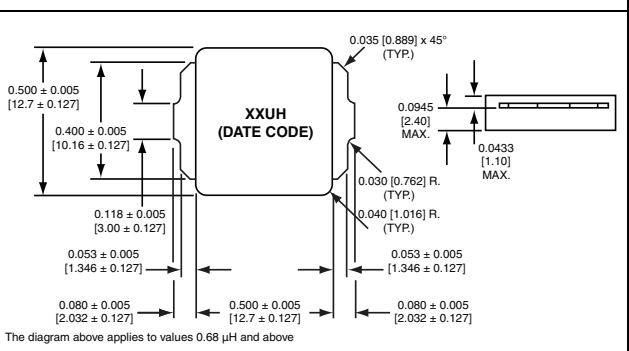 0.035 [0.889] x 45°
(TYP.)
0.500 ± 0.005
[12.7 ± 0.127]
0.400 ± 0.005
[10.16 ± 0.127]
XXUH
(DATE CODE)
0.0945
[2.40]
MAX.
0.0433
[1.10]
MAX.
0.030 [0.762] R.
(TYP.)
0.118 ± 0.005
[3.00 ± 0.127]
0.040 [1.016] R.
(TYP.)
0.053 ± 0.005
[1.346 ± 0.127]
0.053 ± 0.005
[1.346 ± 0.127]
0.080 ± 0.005
[2.032 ± 0.127]
0.500 ± 0.005
[12.7 ± 0.127]
0.080 ± 0.005
[2.032 ± 0.127]
The diagram above applies to values 0.68 µH and above